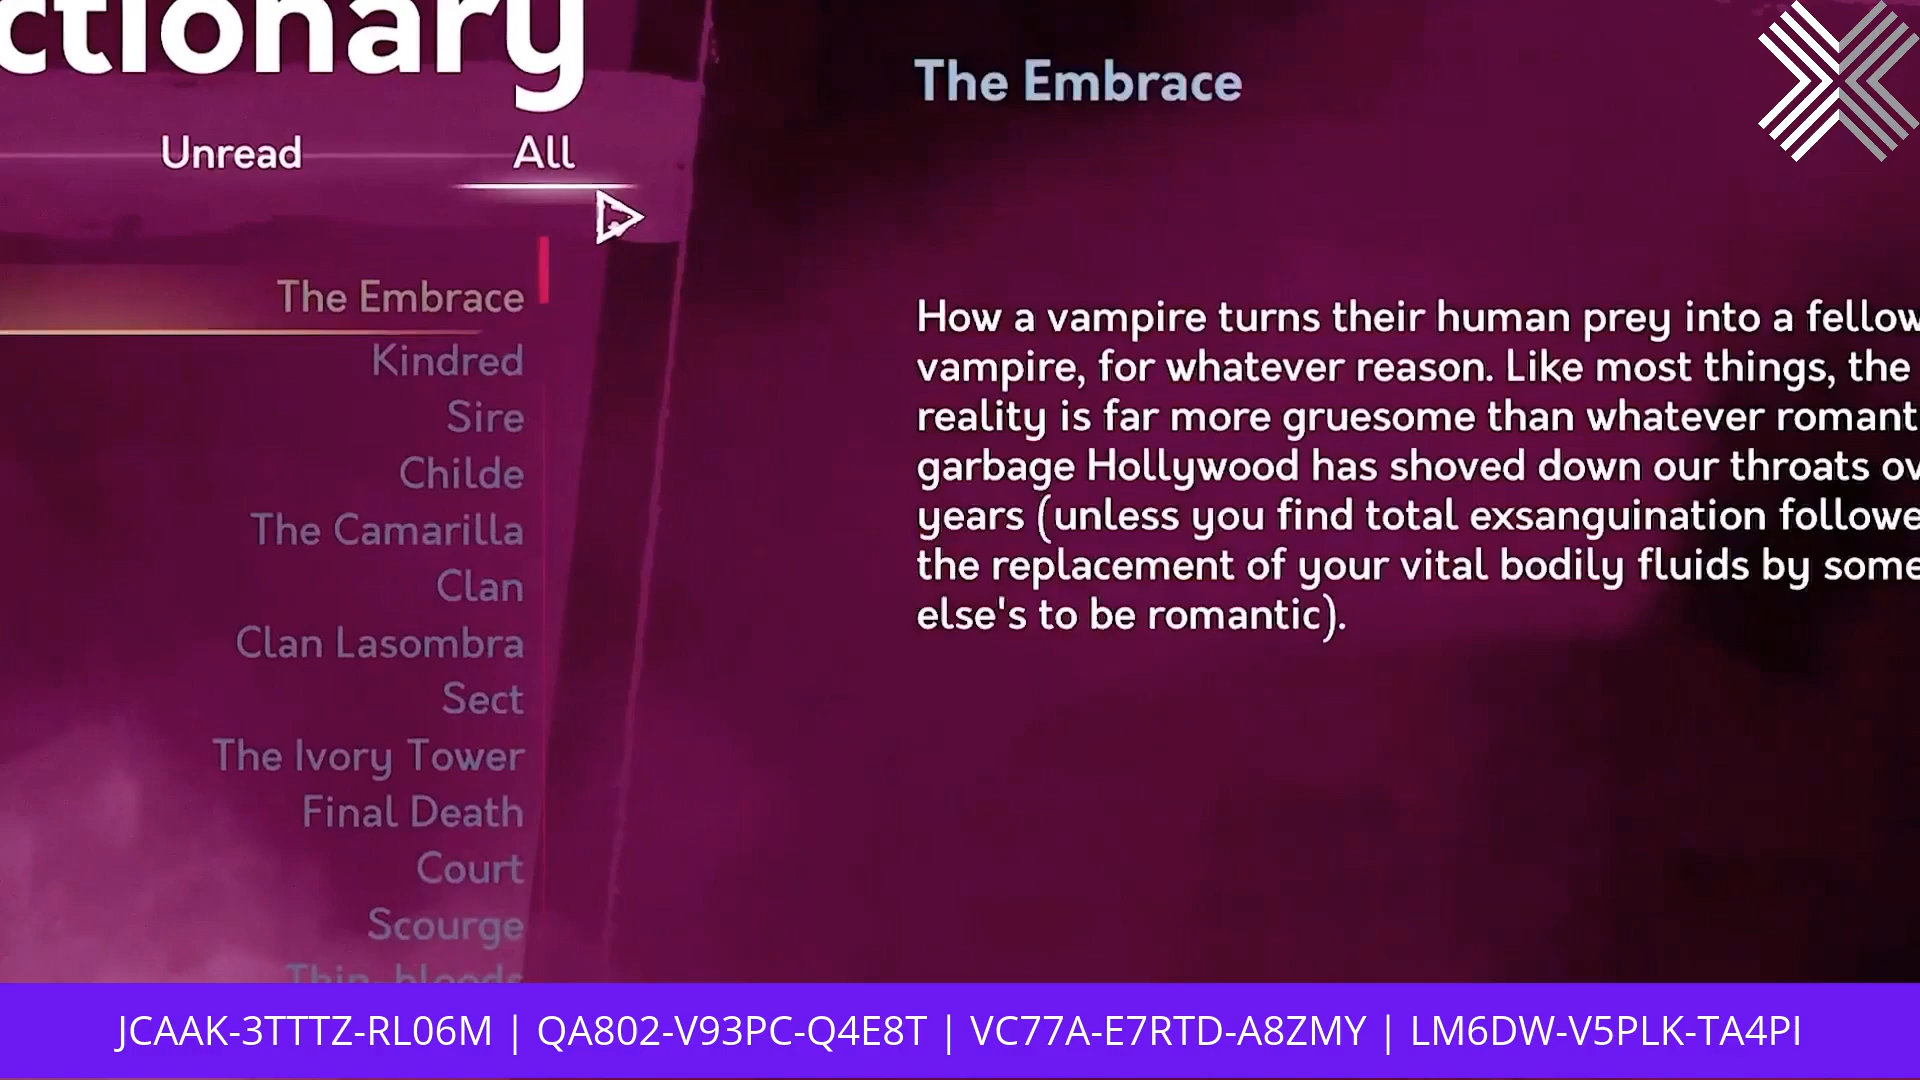 ctionary
Unread All
The Embrace
Kindred
Sire
Childe
The Camarilla
Clan
Clan Lasombra
Sect
The Ivory Tower
Final Death
Court
Scourge
Thin-bloods
The Embrace
How a vampire turns their human prey into a fellow
vampire, for whatever reason. Like most things, the
reality is far more gruesome than whatever romant
garbage Hollywood has shoved down our throats ov
years (unless you find total exsanguination followe
the replacement of your vital bodily fluids by some
else's to be romantic).
JCAAK-3TTTZ-RL06M | QA802-V93PC-Q4E8T | VC77A-E7RTD-A8ZMY | LM6DW-V5PLK-TA4PI